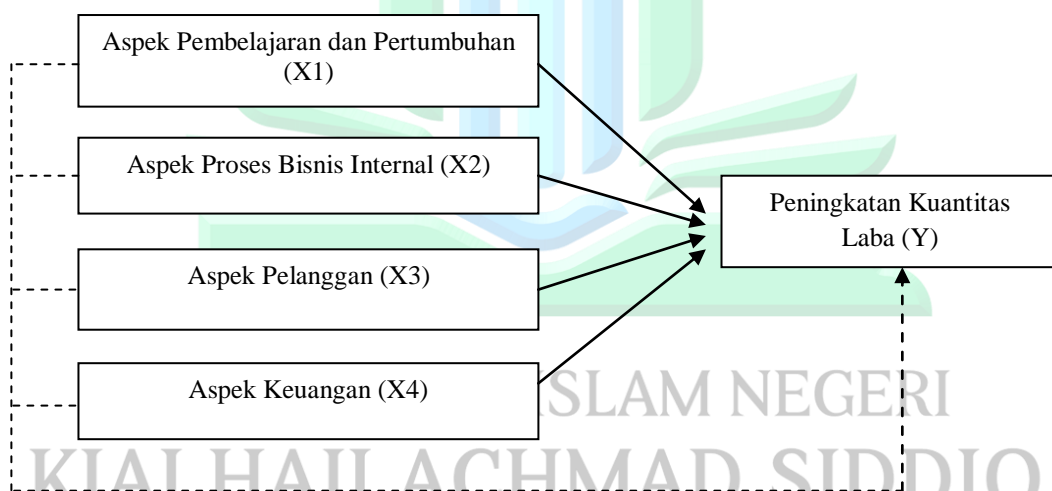 Aspek Pembelajaran dan Pertumbuhan
(X1)
Aspek Proses Bisnis Internal (X2)
Peningkatan Kuantitas
Laba (Y)
Aspek Pelanggan (X3)
Aspek Keuangan (X4)
ISLAM NEGERI
KIAI HAJI ACHMAD SIDDIQ